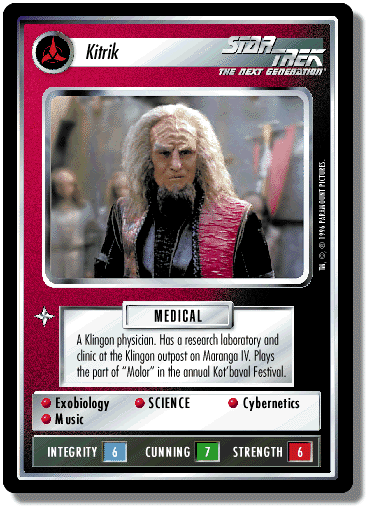 Kitrik
STAR TREK
THE NEXT GENERATION
TM, © & © 1996 PARAMOUNT PICTURES.
MEDICAL
A Klingon physician. Has a research laboratory and
clinic at the Klingon outpost on Maranga IV. Plays
the part of "Molor" in the annual Kot'baval Festival.
Exobiology SCIENCE Cybernetics
Music
INTEGRITY 6 CUNNING 7 STRENGTH 6